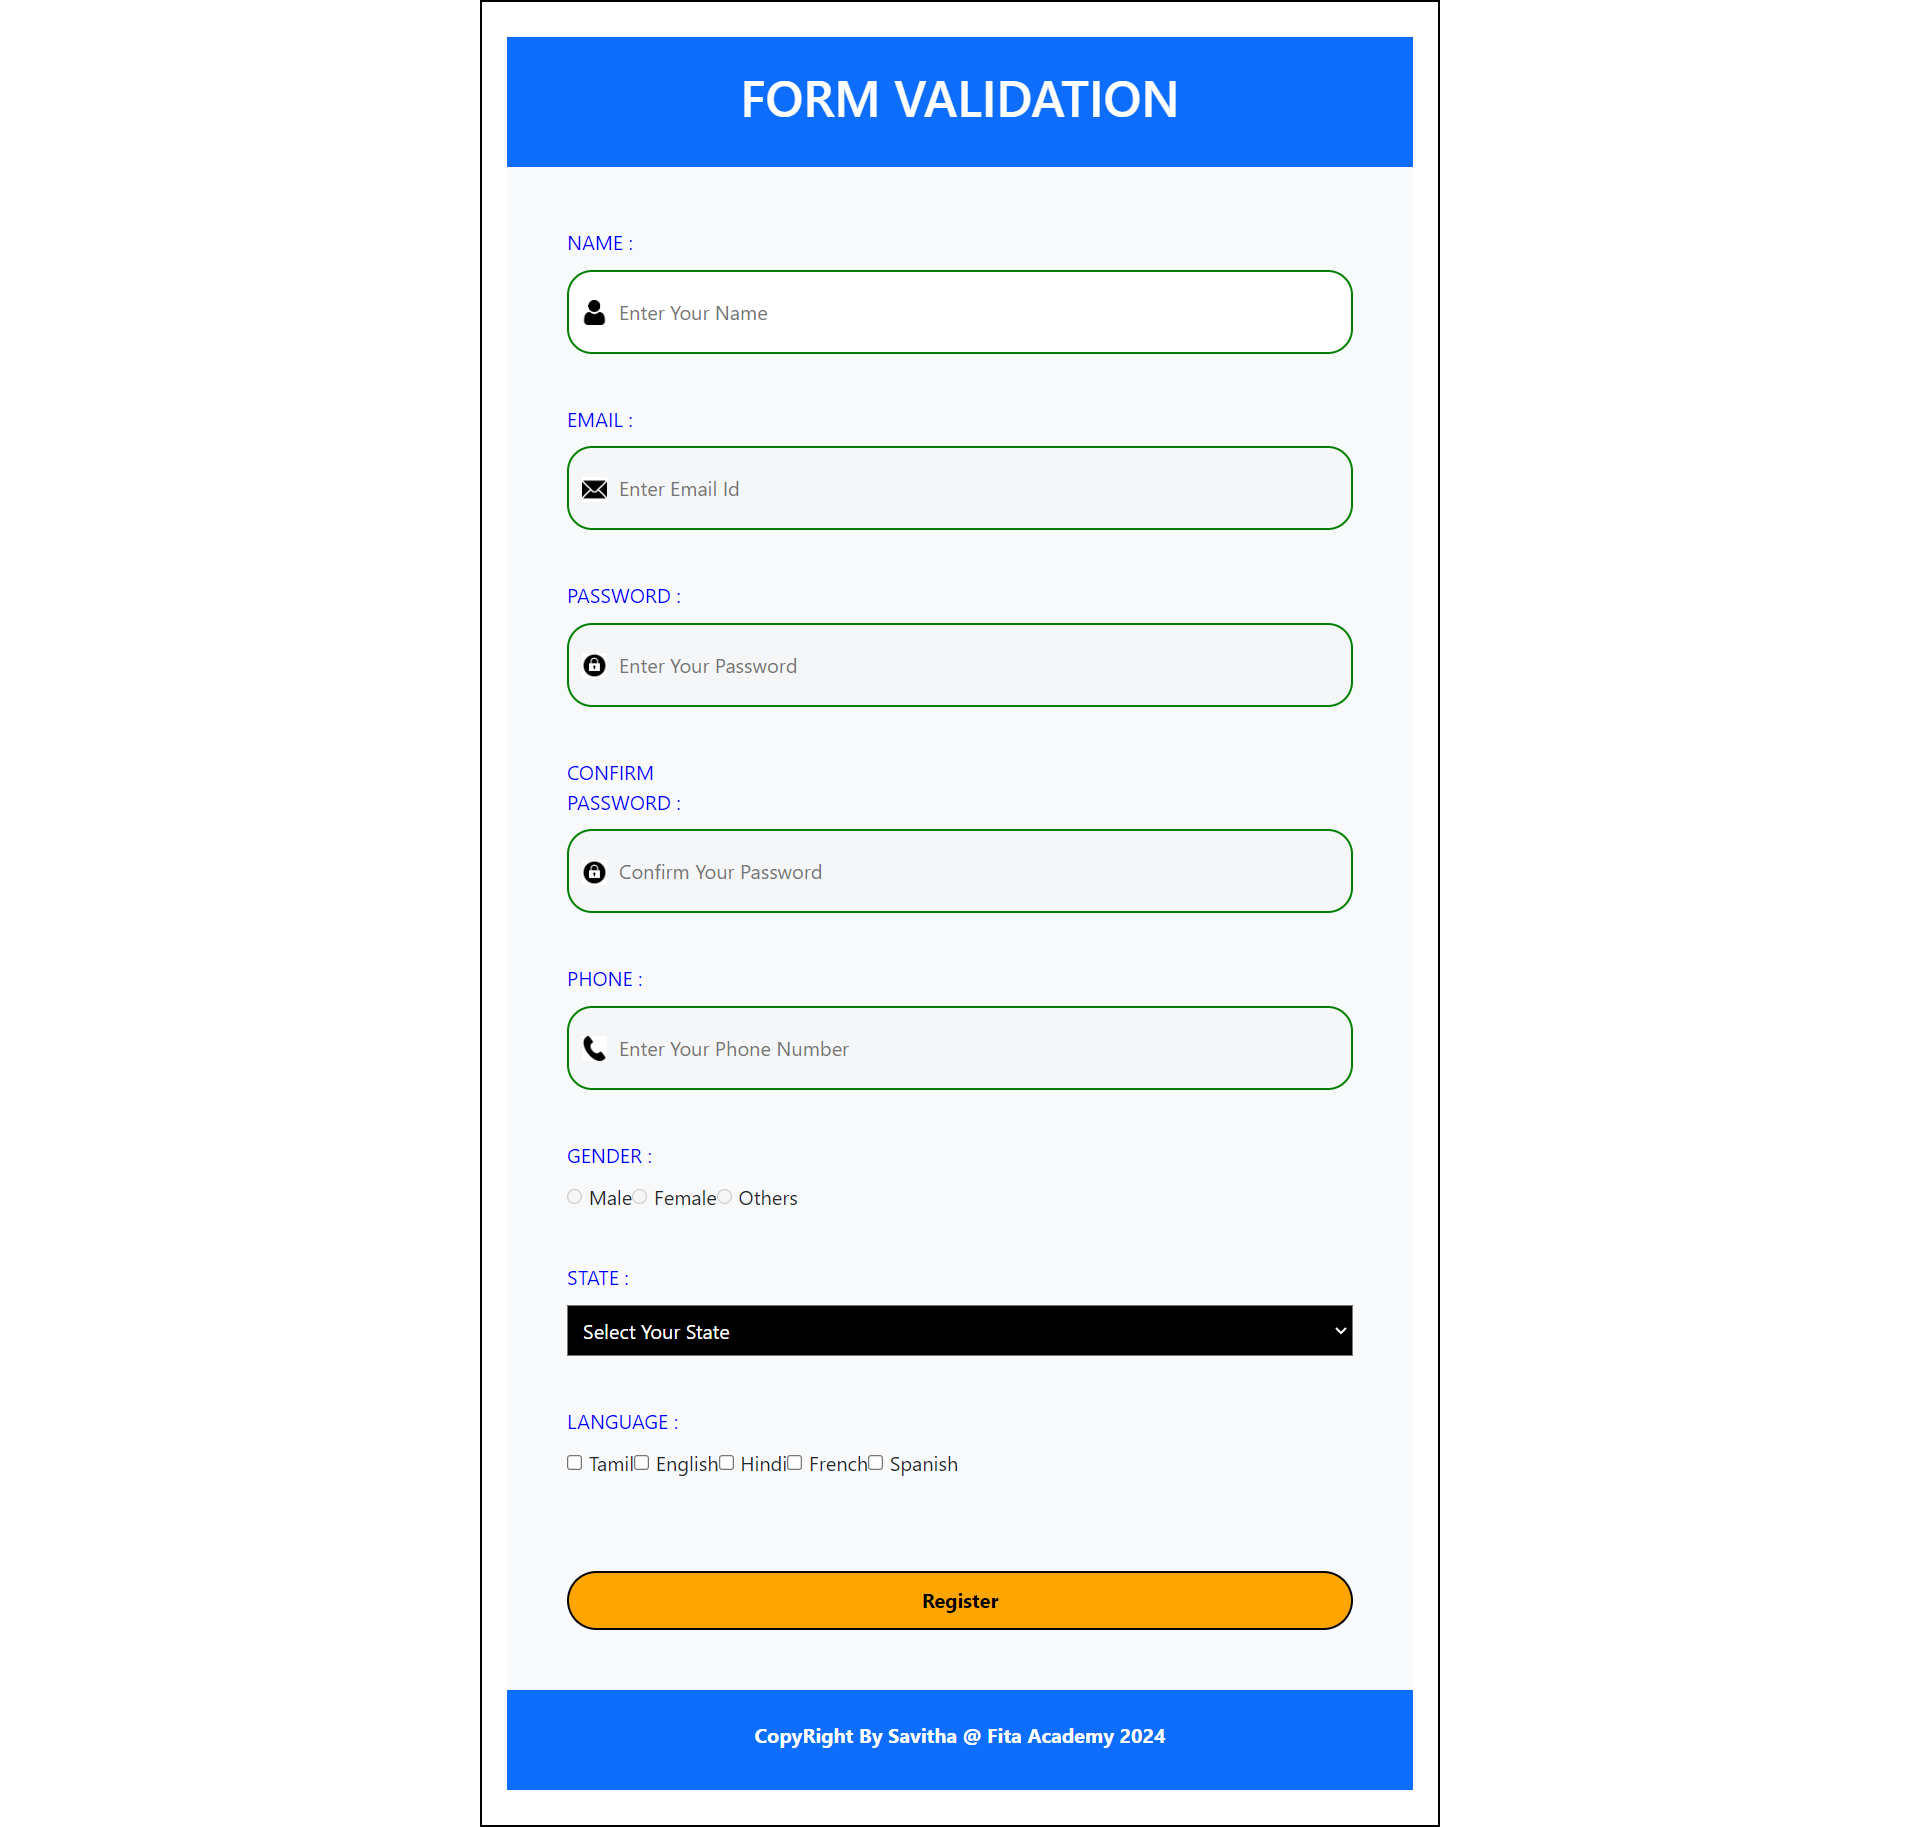 FORM VALIDATION
NAME :
Enter Your Name
EMAIL :
Enter Email Id
PASSWORD :
Enter Your Password
CONFIRM
PASSWORD :
Confirm Your Password
PHONE :
Enter Your Phone Number
GENDER :
Male Female Others
STATE :
Select Your State
LANGUAGE :
Tamil English Hindi French Spanish
Register
CopyRight By Savitha @ Fita Academy 2024